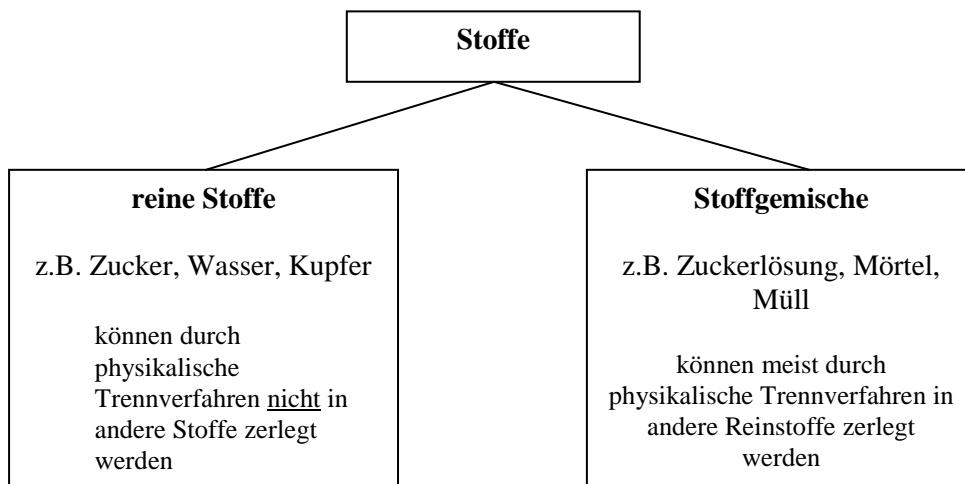 Stoffe
reine Stoffe
z.B. Zucker, Wasser, Kupfer
können durch
physikalische
Trennverfahren nicht in
andere Stoffe zerlegt
werden
Stoffgemische
z.B. Zuckerlösung, Mörtel,
Müll
können meist durch
physikalische Trennverfahren in
andere Reinstoffe zerlegt
werden